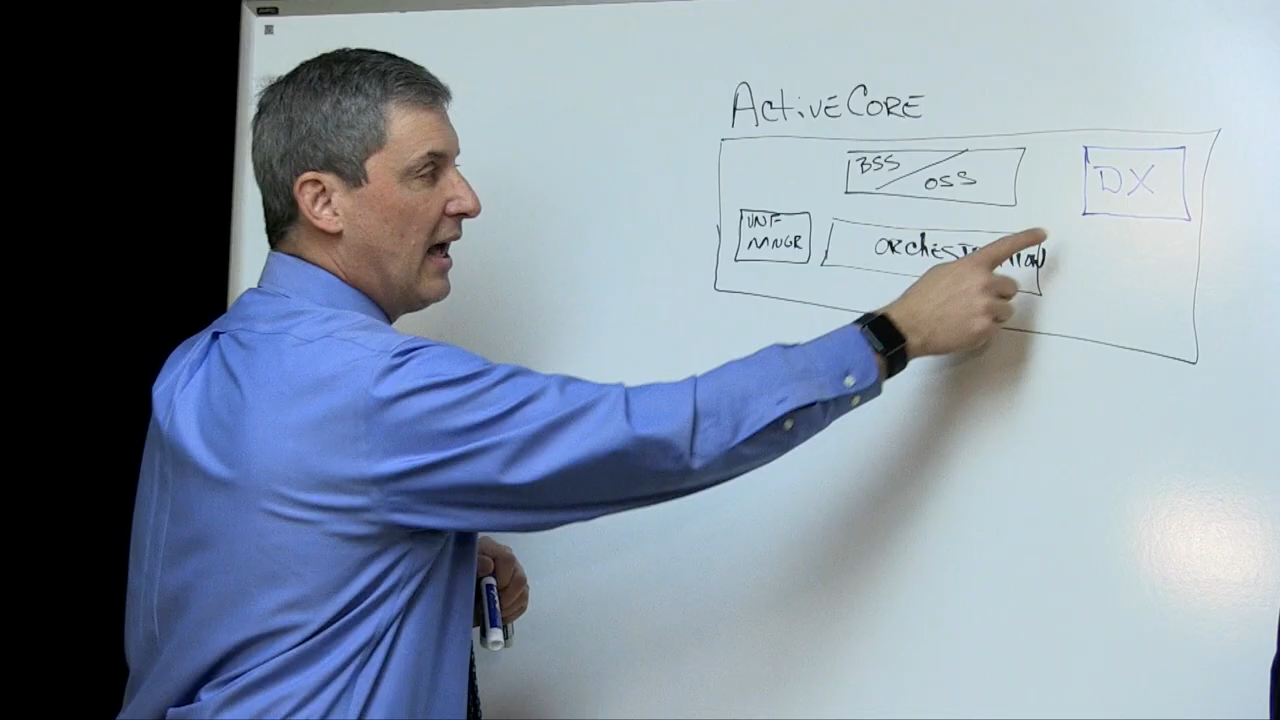 ActiveCore
BSS/
OSS
DX
VNF
MNGR